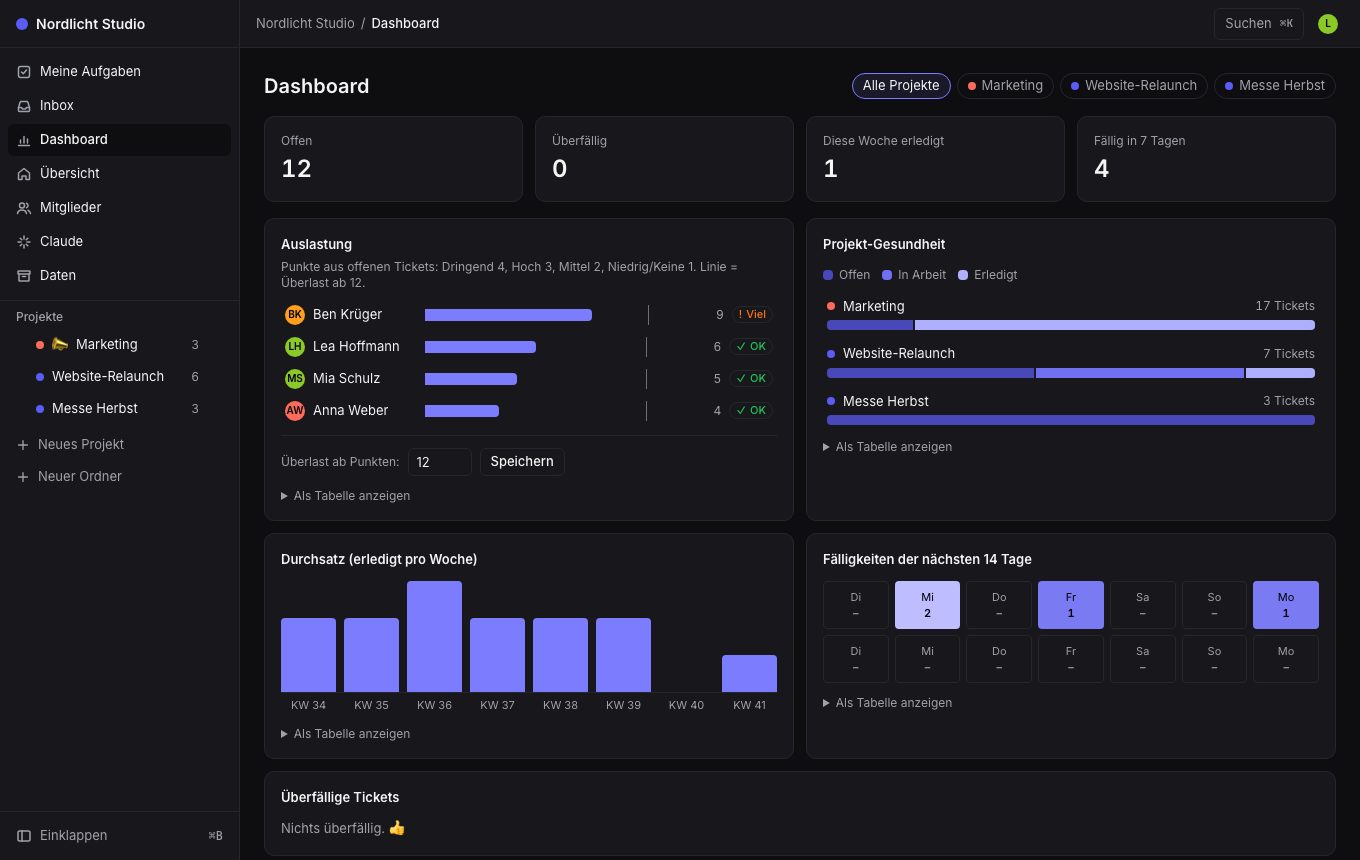 Nordlicht Studio
Nordlicht Studio / Dashboard
Suchen ⌘K
L
Meine Aufgaben
Inbox
Dashboard
Übersicht
Mitglieder
Claude
Daten
Projekte
Marketing 3
Website-Relaunch 6
Messe Herbst 3
Neues Projekt
Neuer Ordner
Einklappen ⌘B
Dashboard
Alle Projekte
Marketing
Website-Relaunch
Messe Herbst
Offen
12
Überfällig
0
Diese Woche erledigt
1
Fällig in 7 Tagen
4
Auslastung
Punkte aus offenen Tickets: Dringend 4, Hoch 3, Mittel 2, Niedrig/Keine 1. Linie =
Überlast ab 12.
BK Ben Krüger 9 ! Viel
LH Lea Hoffmann 6 ✓ OK
MS Mia Schulz 5 ✓ OK
AW Anna Weber 4 ✓ OK
Überlast ab Punkten: 12 Speichern
Als Tabelle anzeigen
Projekt-Gesundheit
Offen In Arbeit Erledigt
Marketing 17 Tickets
Website-Relaunch 7 Tickets
Messe Herbst 3 Tickets
Als Tabelle anzeigen
Durchsatz (erledigt pro Woche)
KW 34 KW 35 KW 36 KW 37 KW 38 KW 39 KW 40 KW 41
Als Tabelle anzeigen
Fälligkeiten der nächsten 14 Tage
Di Mi Do Fr Sa So Mo
– 2 – 1 – – 1
Di Mi Do Fr Sa So Mo
– – – – – – –
Als Tabelle anzeigen
Überfällige Tickets
Nichts überfällig. 👍